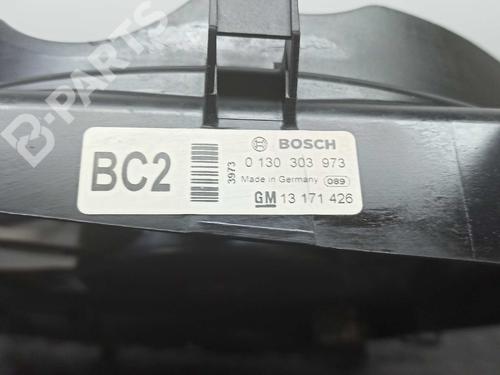 B-PARTS
BC2
3973
BOSCH
0 130 303 973
Made in Germany 089
GM 13 171 426